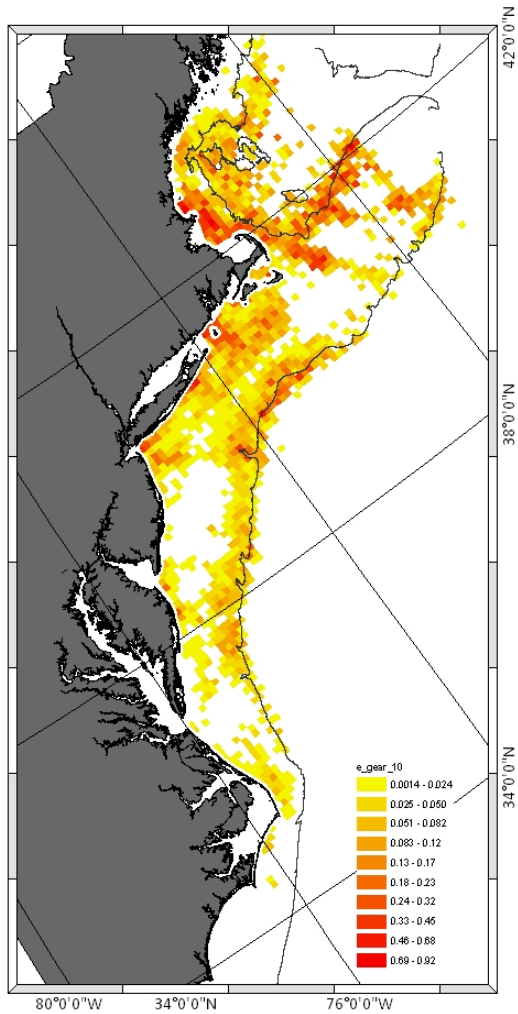 42°0'0"N
38°0'0"N
34°0'0"N
e_gear_10
0.0014 - 0.024
0.025 - 0.050
0.051 - 0.082
0.083 - 0.12
0.13 - 0.17
0.18 - 0.23
0.24 - 0.32
0.33 - 0.45
0.46 - 0.68
0.69 - 0.92
80°0'0"W
34°0'0"N
76°0'0"W